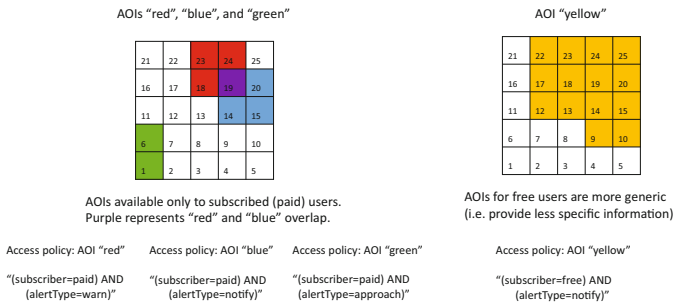 AOIs “red”, “blue”, and “green”
AOI “yellow”
21 22 23 24 25
16 17 18 19 20
11 12 13 14 15
6 7 8 9 10
1 2 3 4 5
21 22 23 24 25
16 17 18 19 20
11 12 13 14 15
6 7 8 9 10
1 2 3 4 5
AOIs available only to subscribed (paid) users.
Purple represents “red” and “blue” overlap.
AOIs for free users are more generic
(i.e. provide less specific information)
Access policy: AOI “red”
“(subscriber=paid) AND
(alertType=warn)”
Access policy: AOI “blue”
“(subscriber=paid) AND
(alertType=notify)”
Access policy: AOI “green”
“(subscriber=paid) AND
(alertType=approach)”
Access policy: AOI “yellow”
“(subscriber=free) AND
(alertType=notify)”